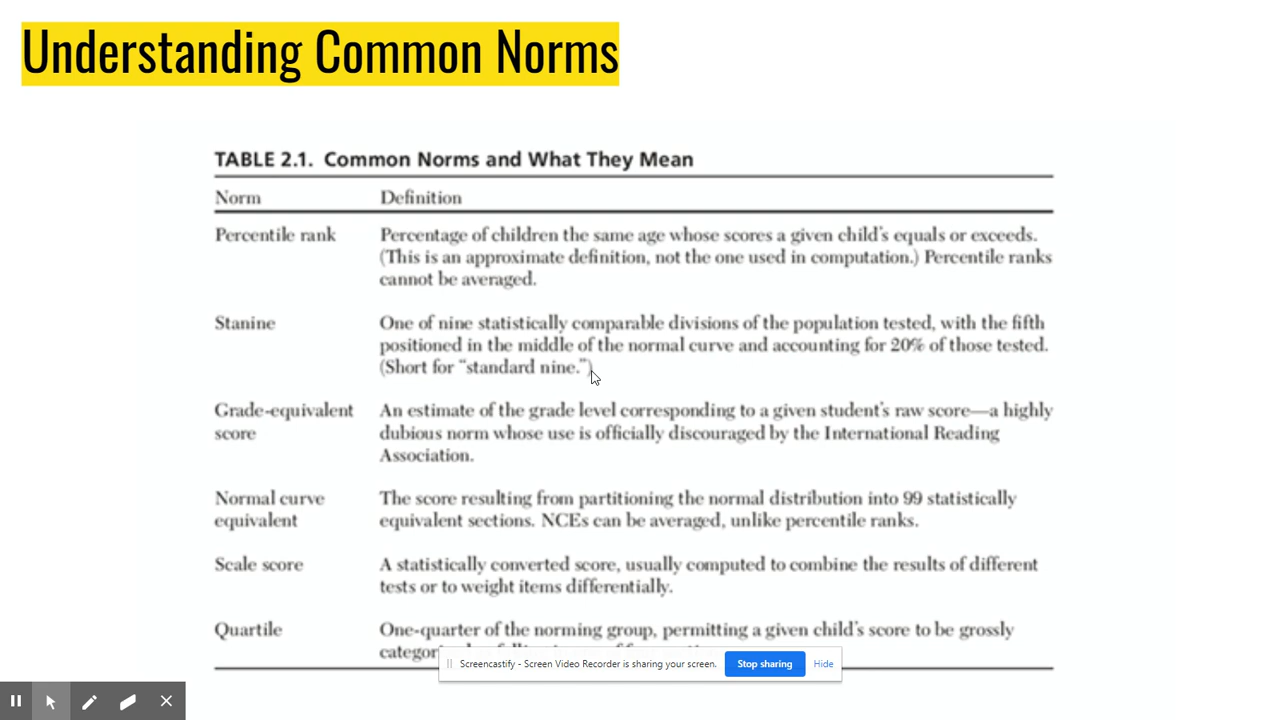 Understanding Common Norms
TABLE 2.1. Common Norms and What They Mean
Norm Definition
Percentile rank Percentage of children the same age whose scores a given child's equals or exceeds.
(This is an approximate definition, not the one used in computation.) Percentile ranks
cannot be averaged.
Stanine One of nine statistically comparable divisions of the population tested, with the fifth
positioned in the middle of the normal curve and accounting for 20% of those tested.
(Short for "standard nine.")
Grade-equivalent An estimate of the grade level corresponding to a given student's raw score—a highly
score dubious norm whose use is officially discouraged by the International Reading
Association.
Normal curve The score resulting from partitioning the normal distribution into 99 statistically
equivalent equivalent sections. NCEs can be averaged, unlike percentile ranks.
Scale score A statistically converted score, usually computed to combine the results of different
tests or to weight items differentially.
Quartile One-quarter of the norming group, permitting a given child's score to be grossly
Screencastify - Screen Video Recorder is sharing your screen. Stop sharing Hide